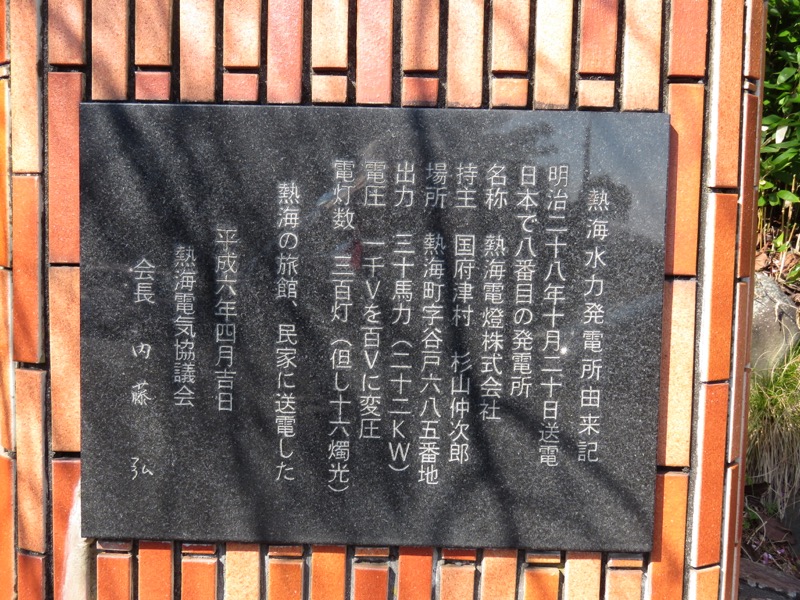 熱海水力発電所由来記
明治二十八年十月二十日送電
日本で八番目の発電所
名称 熱海電燈株式会社
持主 国府津村 杉山仲次郎
場所 熱海町字谷戸六八五番地
出力 三十馬力（二十二KW）
電圧 一千Vを百Vに変圧
電灯数 三百灯（但し十六燭光）
熱海の旅館、民家に送電した
平成六年四月吉日
熱海電気協議会
会長 内藤弘